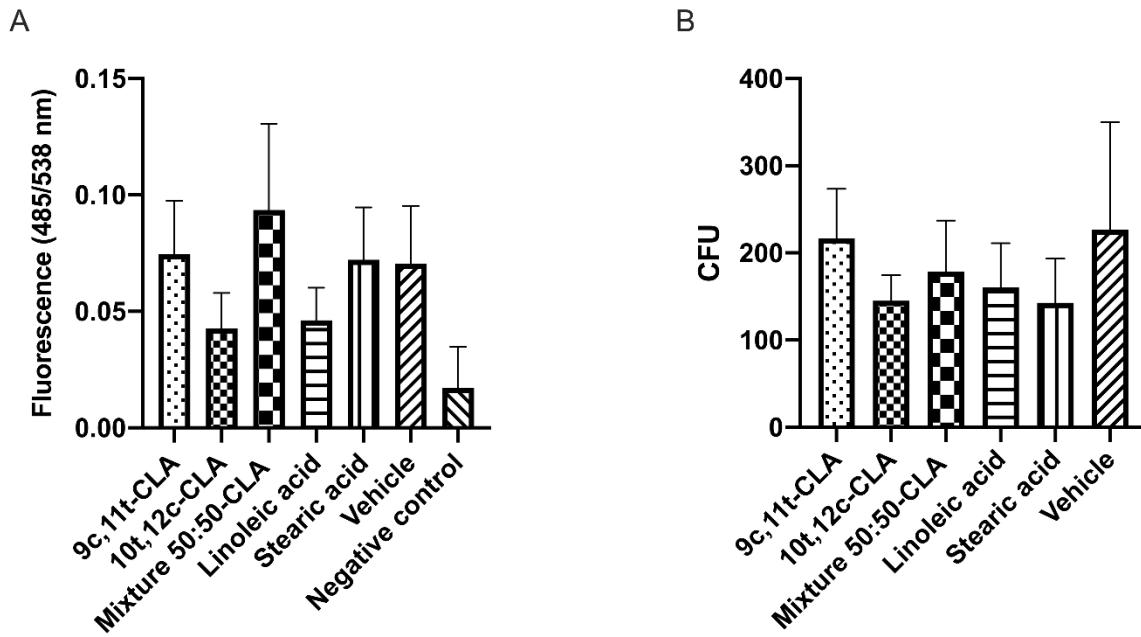 A
Fluorescence (485/538 nm)
0.15
0.10
0.05
0.00
9c,11t-CLA
10t,12c-CLA
Mixture 50:50-CLA
Linoleic acid
Stearic acid
Vehicle
Negative control
B
CFU
400
300
200
100
0
9c,11t-CLA
10t,12c-CLA
Mixture 50:50-CLA
Linoleic acid
Stearic acid
Vehicle